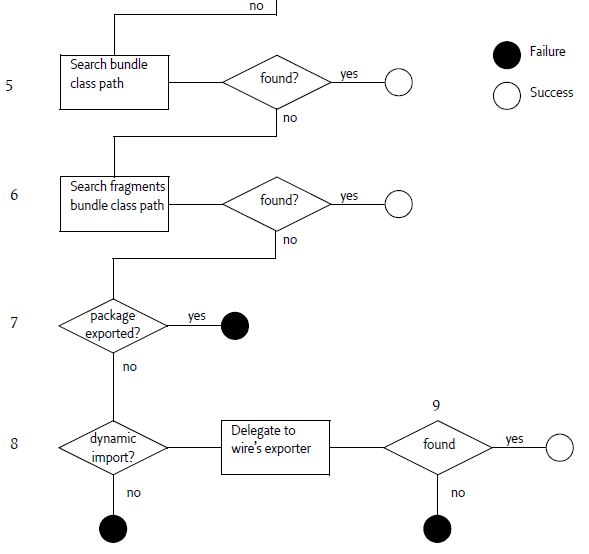 no
Failure
Success
5
Search bundle
class path
found?
yes
no
6
Search fragments
bundle class path
found?
yes
no
7
package
exported?
yes
no
8
dynamic
import?
Delegate to
wire's exporter
9
found
yes
no
no